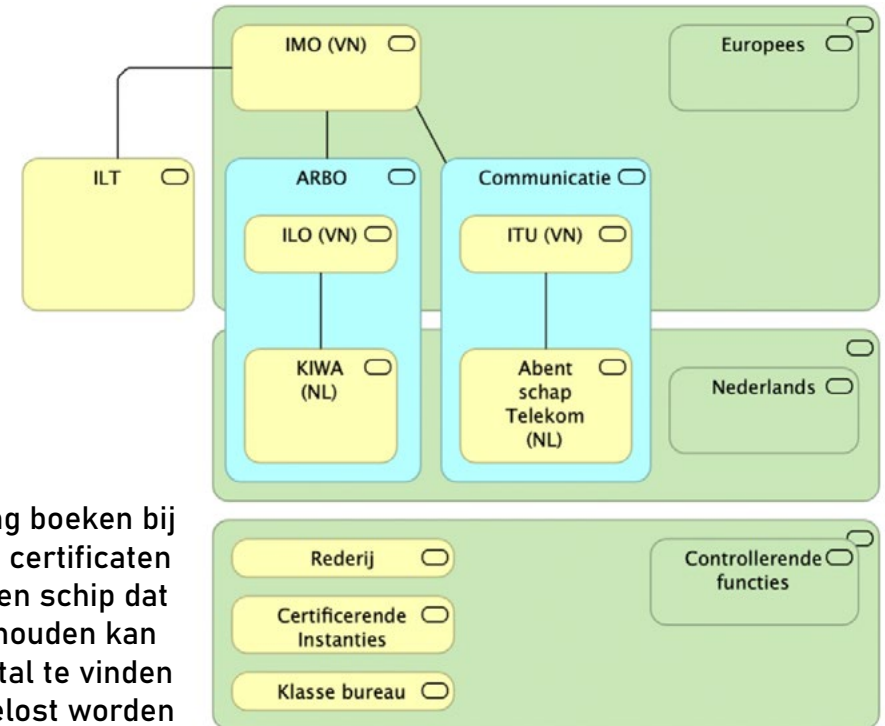 IMO (VN)
Europees
ILT
ARBO
Communicatie
ILO (VN)
ITU (VN)
KIWA
(NL)
Abent
schap
Telekom
(NL)
Nederlands
ng boeken bij
certificaten
en schip dat
houden kan
tal te vinden
elost worden
Rederij
Controllerende
functies
Certificerende
Instanties
Klasse bureau